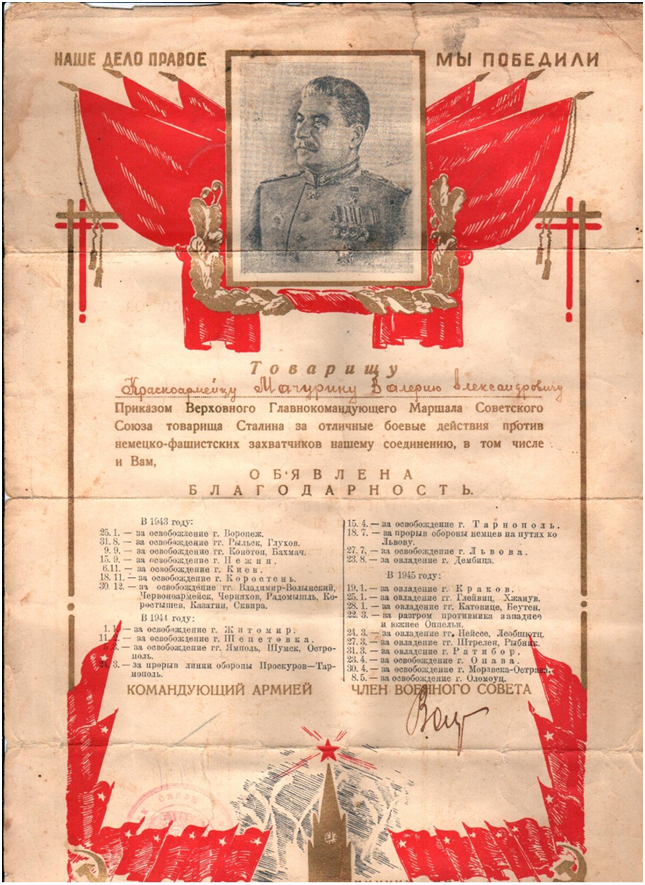 НАШЕ ДЕЛО ПРАВОЕ
МЫ ПОБЕДИЛИ
Товарищу
Красноармейцу Мачурину Валерию Александровичу
Приказом Верховного Главнокомандующего Маршала Советского
Союза товарища Сталина за отличные боевые действия против
немецко-фашистских захватчиков нашему соединению, в том числе
и Вам,
ОБ'ЯВЛЕНА
БЛАГОДАРНОСТЬ.
В 1943 году:
25. 1. — за освобождение г. Воронеж.
31. 8. — за освобождение гг. Рыльск, Глухов.
9. 9. — за освобождение гг. Конотоп, Бахмач.
15. 9. — за освобождение г. Нежин.
6.11. — за освобождение г. Киев.
18. 11. — за освобождение г. Коростень.
30. 12. — за освобождение гг. Владимир-Волынский,
Червоноармейск, Черняхов, Радомышль, Ко-
ростышев, Казатин, Сквира.
В 1944 году:
1. — за освобождение г. Житомир.
11. — за освобождение г. Шепетовка.
— за освобождение гг. Ямполь, Шумск, Остро-
поль.
3. — за прорыв линии обороны Проскуров—Тар-
нополь.
15. 4. — за освобождение г. Тарнополь.
18. 7. — за прорыв обороны немцев на путях ко
Львову.
27. 7. — за освобождение г. Львова.
23. 8. — за освобождение г. Дембица.
В 1945 году:
19. 1. — за овладение г. Краков.
25. 1. — за овладение гг. Глейвиц, Хжанув.
28. 1. — за овладение гг. Катовице, Беутен.
22. 3. — за разгром противника западнее
и южнее Оппельн.
24. 3. — за овладение гг. Нейссе, Леобшютц.
27. 3. — за овладение гг. Штрелен, Рыбник.
31. 3. — за овладение г. Ратибор.
23. 4. — за освобождение г. Опава.
30. 4. — за овладение г. Моравска-Острава.
8. 5. — за освобождение г. Оломоуц.
КОМАНДУЮЩИЙ АРМИЕЙ
ЧЛЕН ВОЕННОГО СОВЕТА